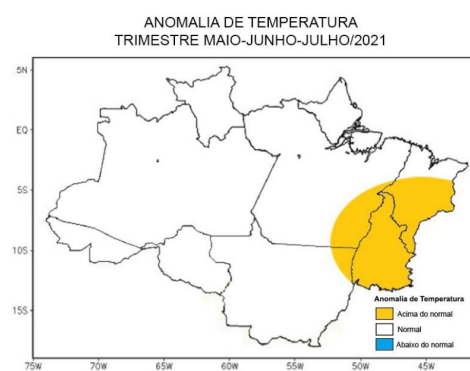 ANOMALIA DE TEMPERATURA
TRIMESTRE MAIO-JUNHO-JULHO/2021
5N
EQ
5S
10S
15S
75W 70W 65W 60W 55W 50W 45W
Anomalia de Temperatura
Acima do normal
Normal
Abaixo do normal